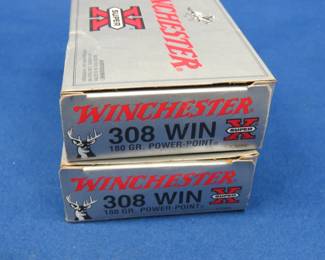 SUPER
X
WINCHESTER
WINCHESTER
308 WIN
SUPER X
180 GR. POWER-POINT
WINCHESTER
308 WIN
SUPER X
180 GR. POWER-POINT